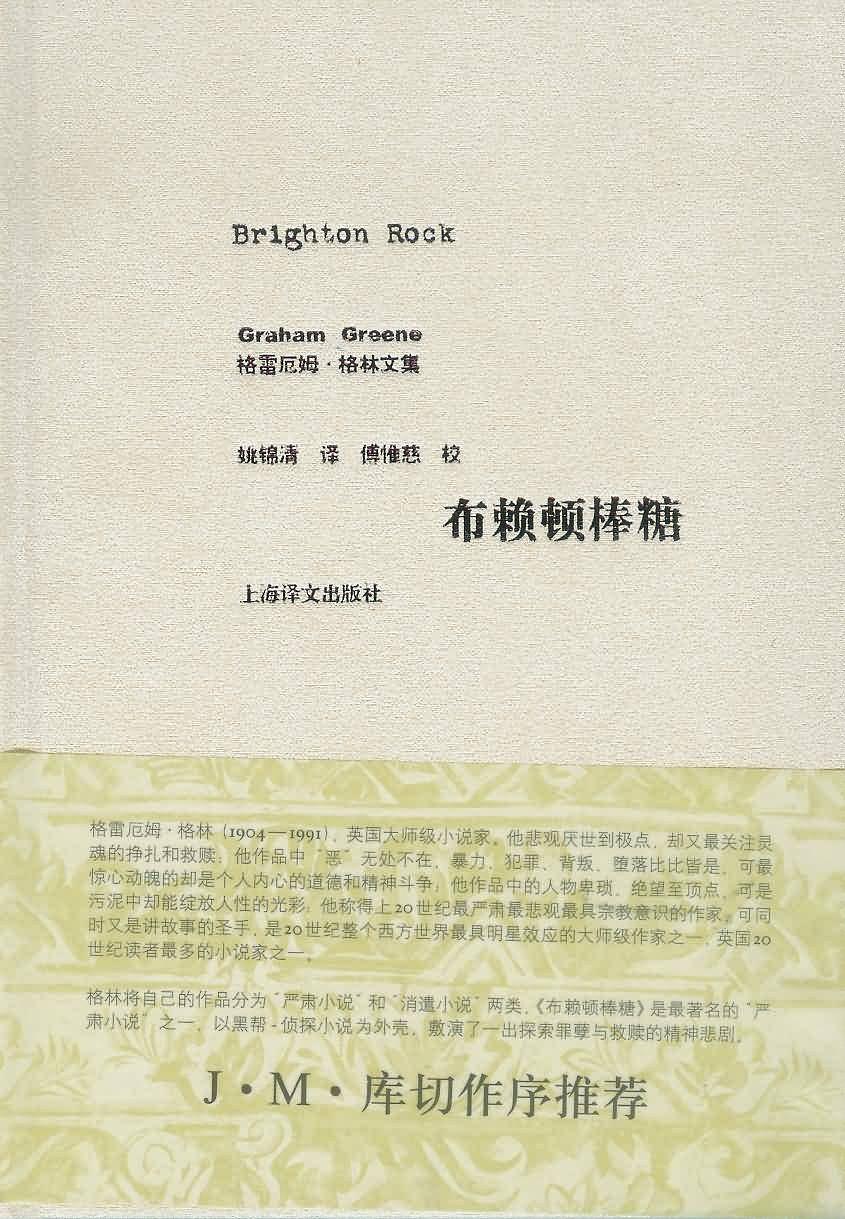 Brighton Rock
Graham Greene
格雷厄姆·格林文集
姚锦清 译 傅惟慈 校
布赖顿棒糖
上海译文出版社
格雷厄姆·格林（1904—1991），英国大师级小说家。他悲观厌世到极点，却又最关注灵
魂的挣扎和救赎；他作品中“恶”无处不在，暴力、犯罪、背叛、堕落比比皆是，可最
惊心动魄的却是个人内心的道德和精神斗争；他作品中的人物卑琐、绝望至顶点，可是
污泥中却能绽放人性的光彩；他称得上20世纪最严肃最悲观最具宗教意识的作家，可同
时又是讲故事的圣手，是20世纪整个西方世界最具明星效应的大师级作家之一，英国20
世纪读者最多的小说家之一。
格林将自己的作品分为“严肃小说”和“消遣小说”两类，《布赖顿棒糖》是最著名的“严
肃小说”之一，以黑帮-侦探小说为外壳，敷演了一出探索罪孽与救赎的精神悲剧。
J·M·库切作序推荐